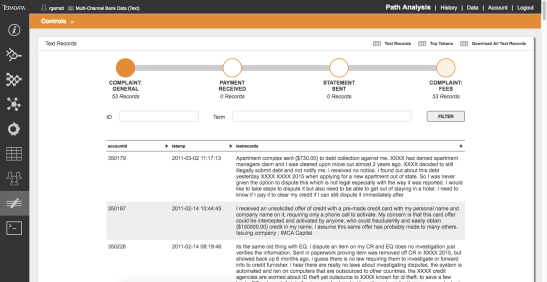 TERADATA
rgarrett Multi-Channel Bank Data (Text)
Path Analysis | History | Data | Account | Logout
Controls
Text Records
Text Records Top Tokens Download All Text Records
COMPLAINT: GENERAL
53 Records
PAYMENT RECEIVED
0 Records
STATEMENT SENT
0 Records
COMPLAINT: FEES
53 Records
ID Term FILTER
accountid tstamp textrecords
350179 2011-03-02 11:17:13 Apartment complex sent {$730.00} to debt collection against me. XXXX had denied apartment
managers claim and I was cleared upon move out almost 2 years ago. XXXX decided to still
illegally submit debt and not notify me. I received no notice. I found out about this debt
yesterday XXXX XXXX 2015 when applying for a new apartment out of state. So I was never
given the option to dispute this which is not legal especially with the way it was reported. I would
like to take steps to dispute it but also need to be able to get out of staying in a hotel. I need to
know if I pay it to clear my credit if I can still dispute it immediately after
350187 2011-02-14 10:44:45 I received an unsolicited offer of credit with a pre-made credit card with my personal name and
company name on it, requiring only a phone call to activate. My concern is that this card offer
could be intercepted and activated by anyone, who could fraudulently and easily obtain
{$150000.00} credit in my name. I assume this same offer has probably made to many others.
Issuing company : IMCA Capital
350228 2011-02-14 08:19:46 its the same old thing with EQ. i dispute an item on my CR and EQ does no investigation just
verifies the information. Sent in paperwork proving item was removed off CR in XXXX 2015, but
showed back up 6 months ago. i guess there is no law requiring them to investigate or forward
info to credit furnisher. i hear there are really no laws about investigating disputes, the system is
automated and ran on computers that are outsourced to other countries. the XXXX credit
agencies are worried about ID theft yet outsource to XXXX known for id theft. to save a few